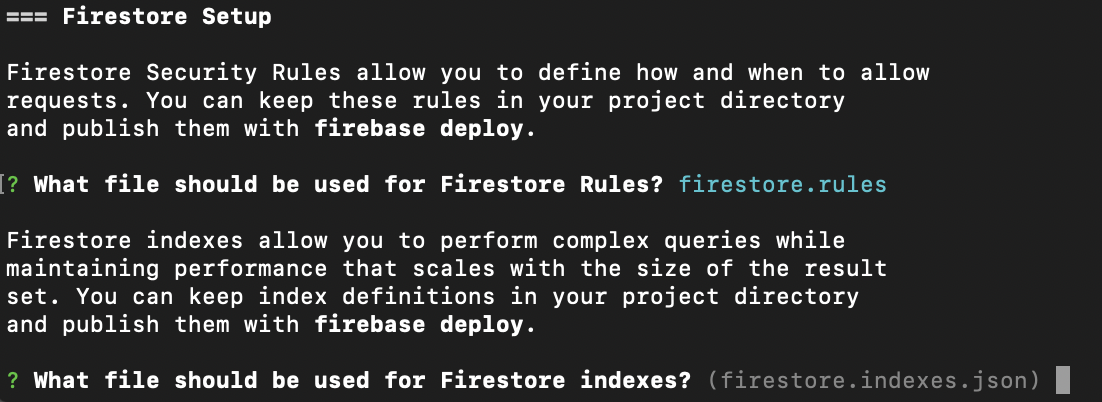 === Firestore Setup
Firestore Security Rules allow you to define how and when to allow
requests. You can keep these rules in your project directory
and publish them with firebase deploy.
? What file should be used for Firestore Rules? firestore.rules
Firestore indexes allow you to perform complex queries while
maintaining performance that scales with the size of the result
set. You can keep index definitions in your project directory
and publish them with firebase deploy.
? What file should be used for Firestore indexes? (firestore.indexes.json)